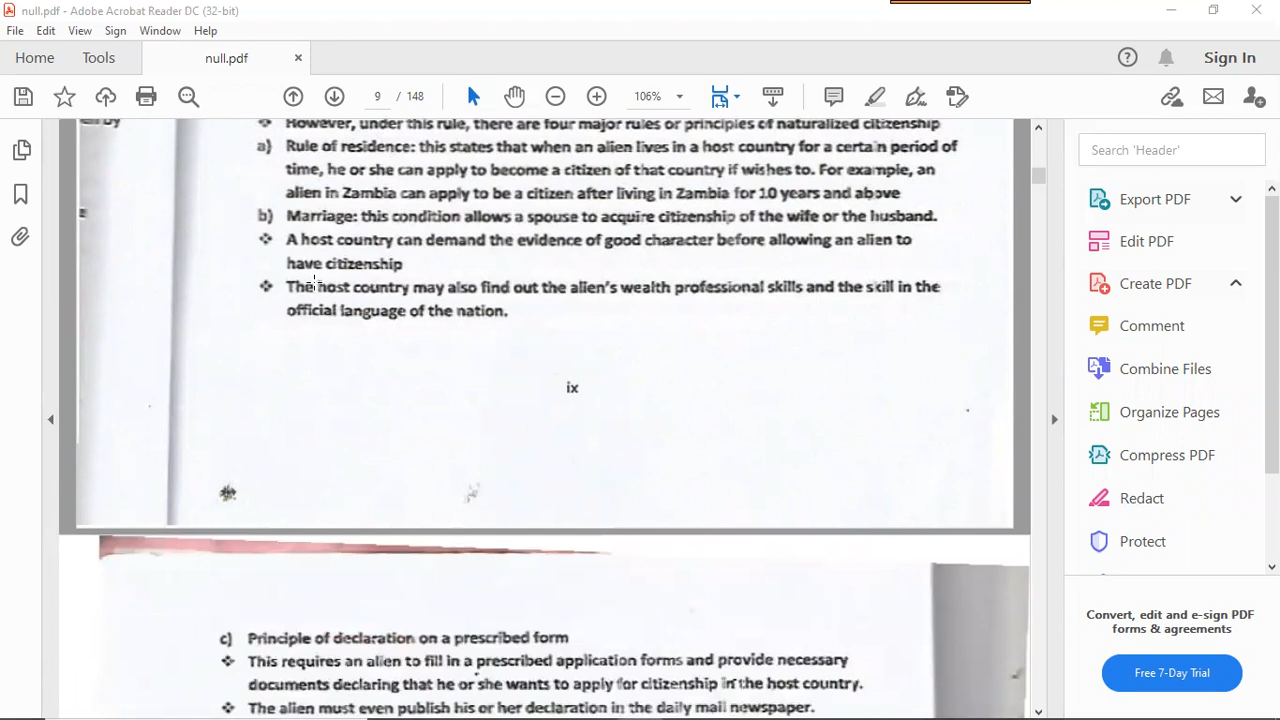 null.pdf - Adobe Acrobat Reader DC (32-bit)
File Edit View Sign Window Help
Home Tools null.pdf Sign In
9 / 148 106%
However, under this rule, there are four major rules or principles of naturalized citizenship
a) Rule of residence: this states that when an alien lives in a host country for a certain period of
time, he or she can apply to become a citizen of that country if wishes to. For example, an
alien in Zambia can apply to be a citizen after living in Zambia for 10 years and above
b) Marriage: this condition allows a spouse to acquire citizenship of the wife or the husband.
❖ A host country can demand the evidence of good character before allowing an alien to
have citizenship
❖ The host country may also find out the alien's wealth professional skills and the skill in the
official language of the nation.
ix
c) Principle of declaration on a prescribed form
❖ This requires an alien to fill in a prescribed application forms and provide necessary
documents declaring that he or she wants to apply for citizenship in the host country.
❖ The alien must even publish his or her declaration in the daily mail newspaper.
Search 'Header'
Export PDF
Edit PDF
Create PDF
Comment
Combine Files
Organize Pages
Compress PDF
Redact
Protect
Convert, edit and e-sign PDF
forms & agreements
Free 7-Day Trial